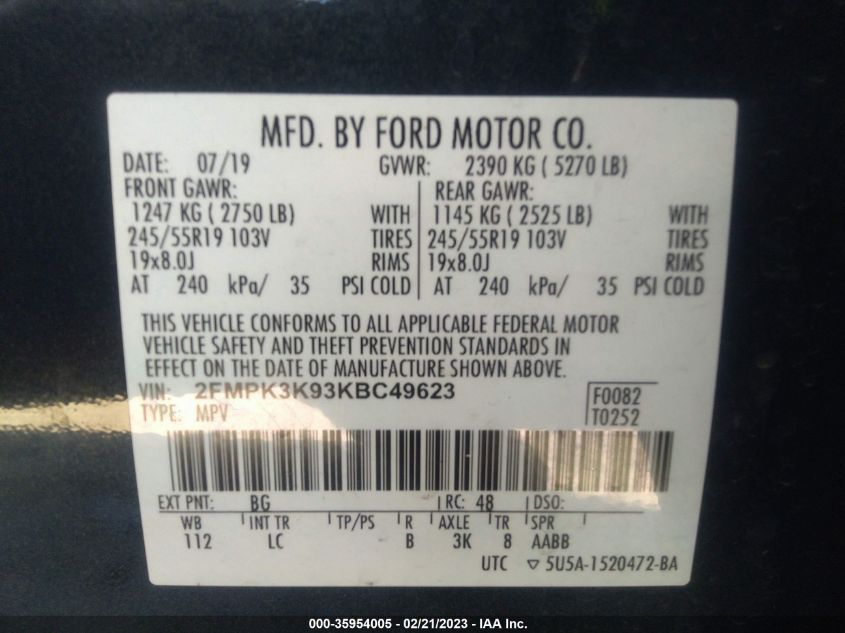 MFD. BY FORD MOTOR CO.
DATE: 07/19 GVWR: 2390 KG ( 5270 LB)
FRONT GAWR: REAR GAWR:
1247 KG ( 2750 LB) WITH 1145 KG ( 2525 LB) WITH
245/55R19 103V TIRES 245/55R19 103V TIRES
19x8.0J RIMS 19x8.0J RIMS
AT 240 kPa/ 35 PSI COLD AT 240 kPa/ 35 PSI COLD
THIS VEHICLE CONFORMS TO ALL APPLICABLE FEDERAL MOTOR
VEHICLE SAFETY AND THEFT PREVENTION STANDARDS IN
EFFECT ON THE DATE OF MANUFACTURE SHOWN ABOVE.
VIN: 2FMPK3K93KBC49623 F0082
TYPE: MPV T0252
EXT PNT: BG RC: 48 DSO:
WB INT TR TP/PS R AXLE TR SPR
112 LC B 3K 8 AABB
UTC ▽ 5U5A-1520472-BA
000-35954005 - 02/21/2023 - IAA Inc.